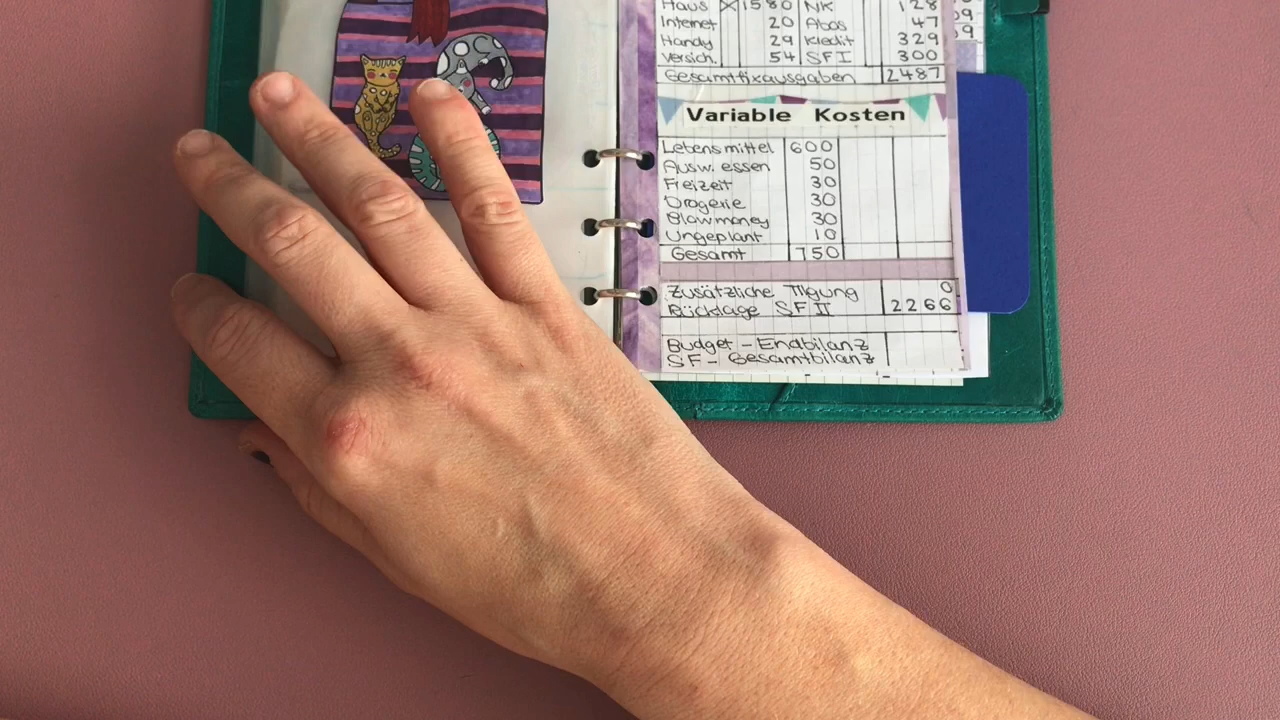 Haus 1580 NK 128
Internet 20 Abos 47
Handy 29 Kredit 329
Versich. 54 SF I 300
Gesamtfixausgaben 2487
Variable Kosten
Lebensmittel 600
Ausw. essen 50
Freizeit 30
Drogerie 30
Blowmoney 30
Ungeplant 10
Gesamt 750
Zusätzliche Tilgung 0
Rücklage SF II 2266
Budget - Endbilanz
SF - Gesamtbilanz